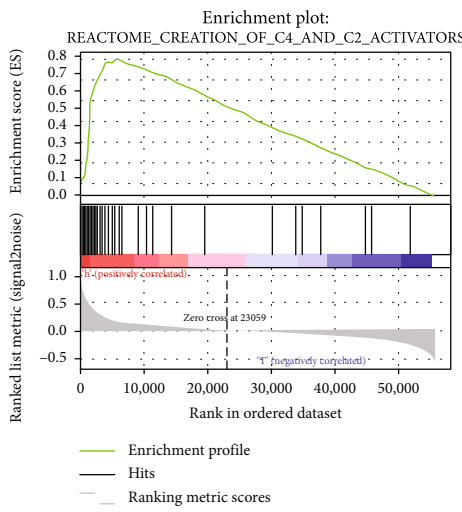 Enrichment plot:
REACTOME_CREATION_OF_C4_AND_C2_ACTIVATORS
Enrichment score (ES)
0.8
0.7
0.6
0.5
0.4
0.3
0.2
0.1
0.0
Ranked list metric (signal2noise)
'h' (positively correlated)
1.0
0.5
0.0
−0.5
Zero cross at 23059
'l' (negatively correlated)
0 10,000 20,000 30,000 40,000 50,000
Rank in ordered dataset
Enrichment profile
Hits
Ranking metric scores